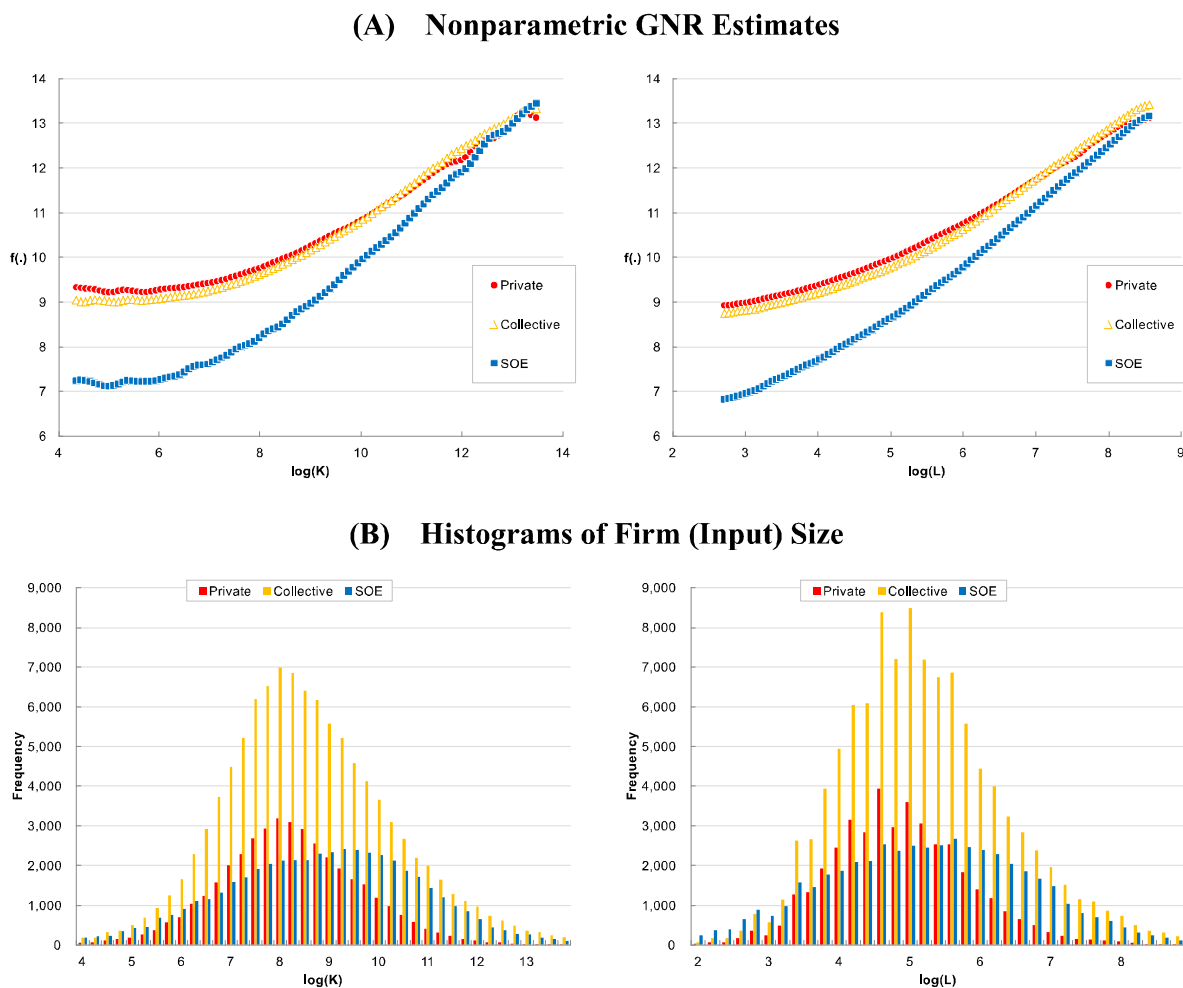 (A) Nonparametric GNR Estimates
14
13
12
11
10
9
8
7
6
f(.)
4 6 8 10 12 14
log(K)
Private
Collective
SOE
14
13
12
11
10
9
8
7
6
f(.)
2 3 4 5 6 7 8 9
log(L)
Private
Collective
SOE
(B) Histograms of Firm (Input) Size
Private Collective SOE
9,000
8,000
7,000
6,000
5,000
4,000
3,000
2,000
1,000
0
Frequency
4 5 6 7 8 9 10 11 12 13
log(K)
Private Collective SOE
9,000
8,000
7,000
6,000
5,000
4,000
3,000
2,000
1,000
0
Frequency
2 3 4 5 6 7 8
log(L)